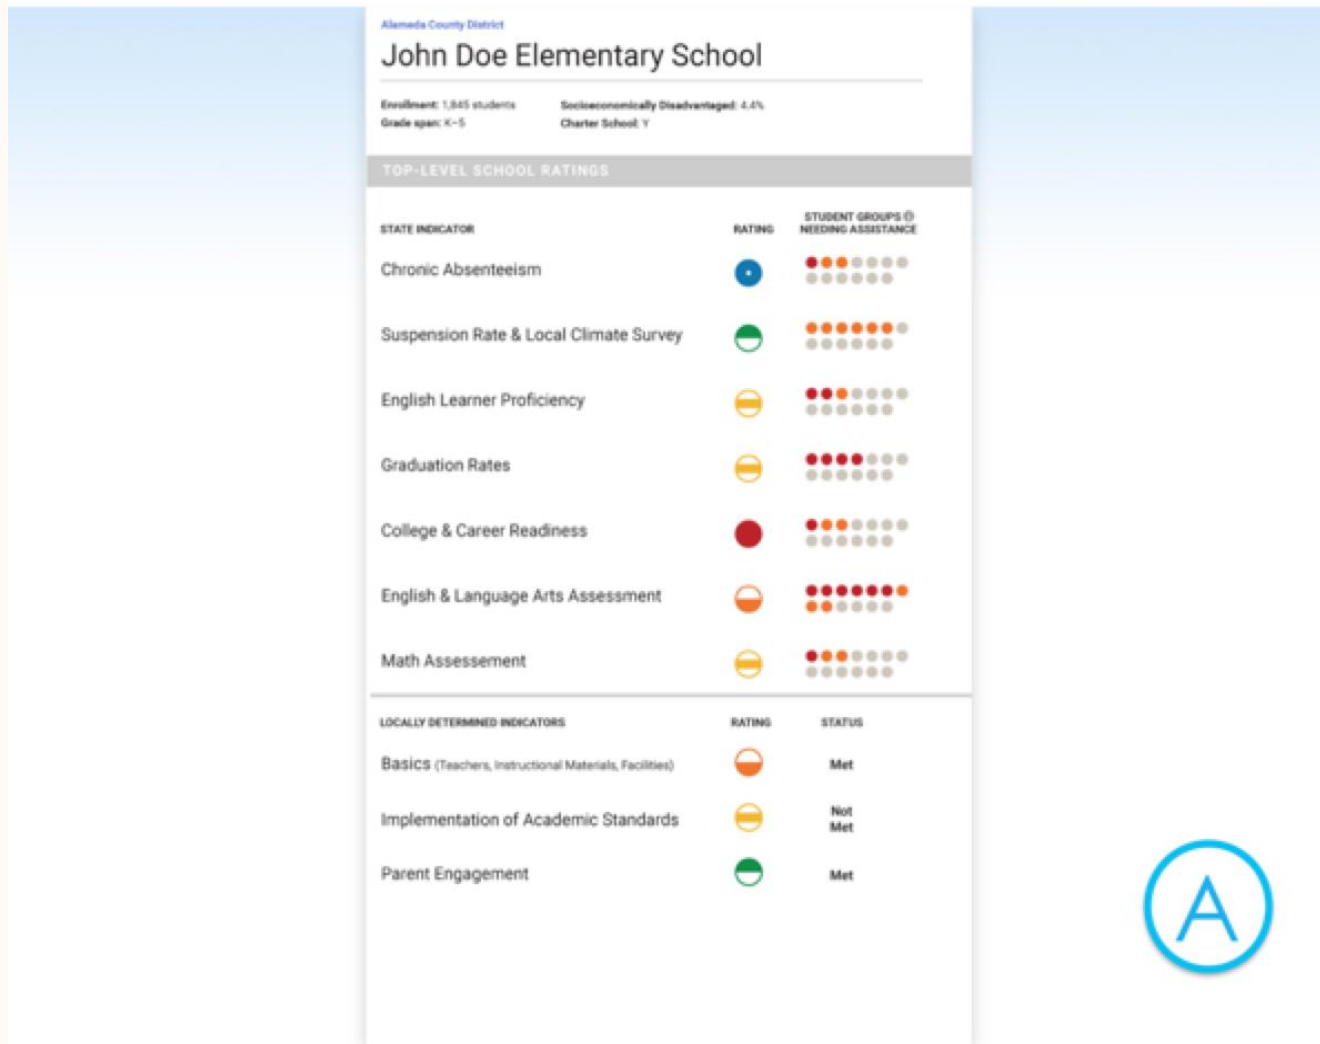 Alameda County District
John Doe Elementary School
Enrollment: 1,845 students
Socioeconomically Disadvantaged: 4.4%
Grade span: K–5
Charter School: Y
TOP-LEVEL SCHOOL RATINGS
STATE INDICATOR
RATING
STUDENT GROUPS
NEEDING ASSISTANCE
Chronic Absenteeism
Suspension Rate & Local Climate Survey
English Learner Proficiency
Graduation Rates
College & Career Readiness
English & Language Arts Assessment
Math Assessement
LOCALLY DETERMINED INDICATORS
RATING
STATUS
Basics (Teachers, Instructional Materials, Facilities)
Met
Implementation of Academic Standards
Not
Met
Parent Engagement
Met
A